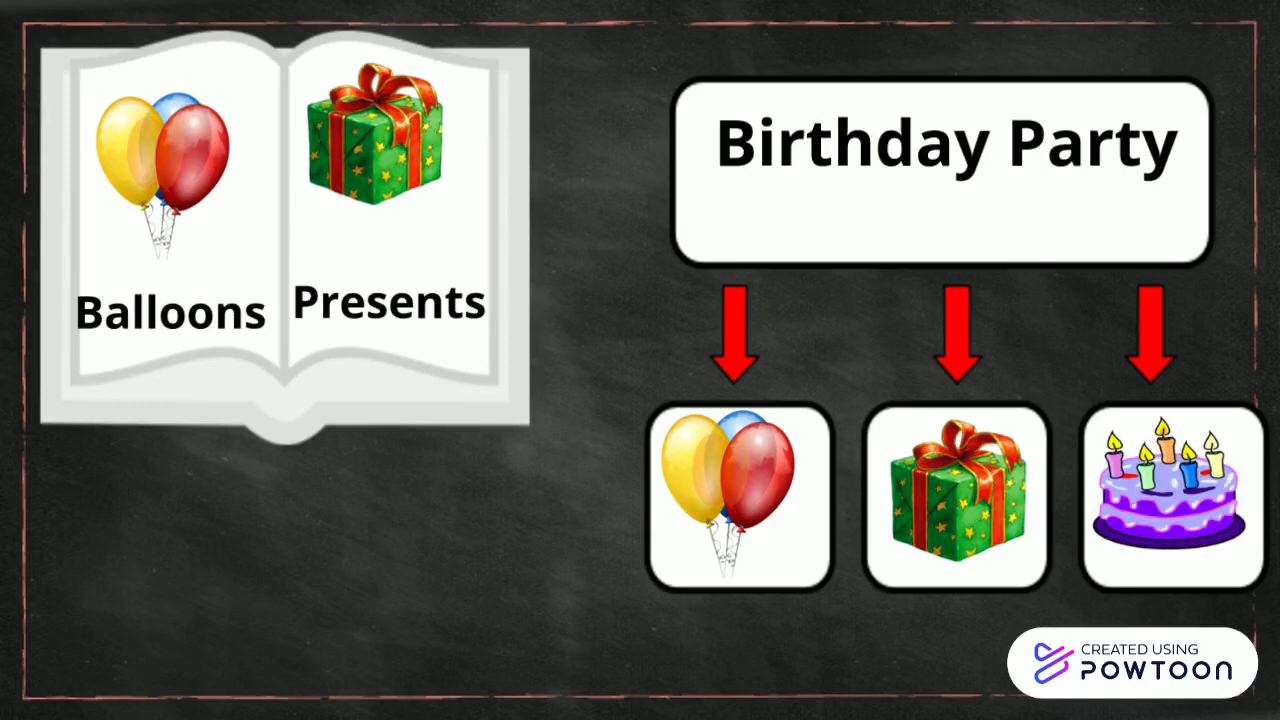 Balloons
Presents
Birthday Party
CREATED USING
POWTOON